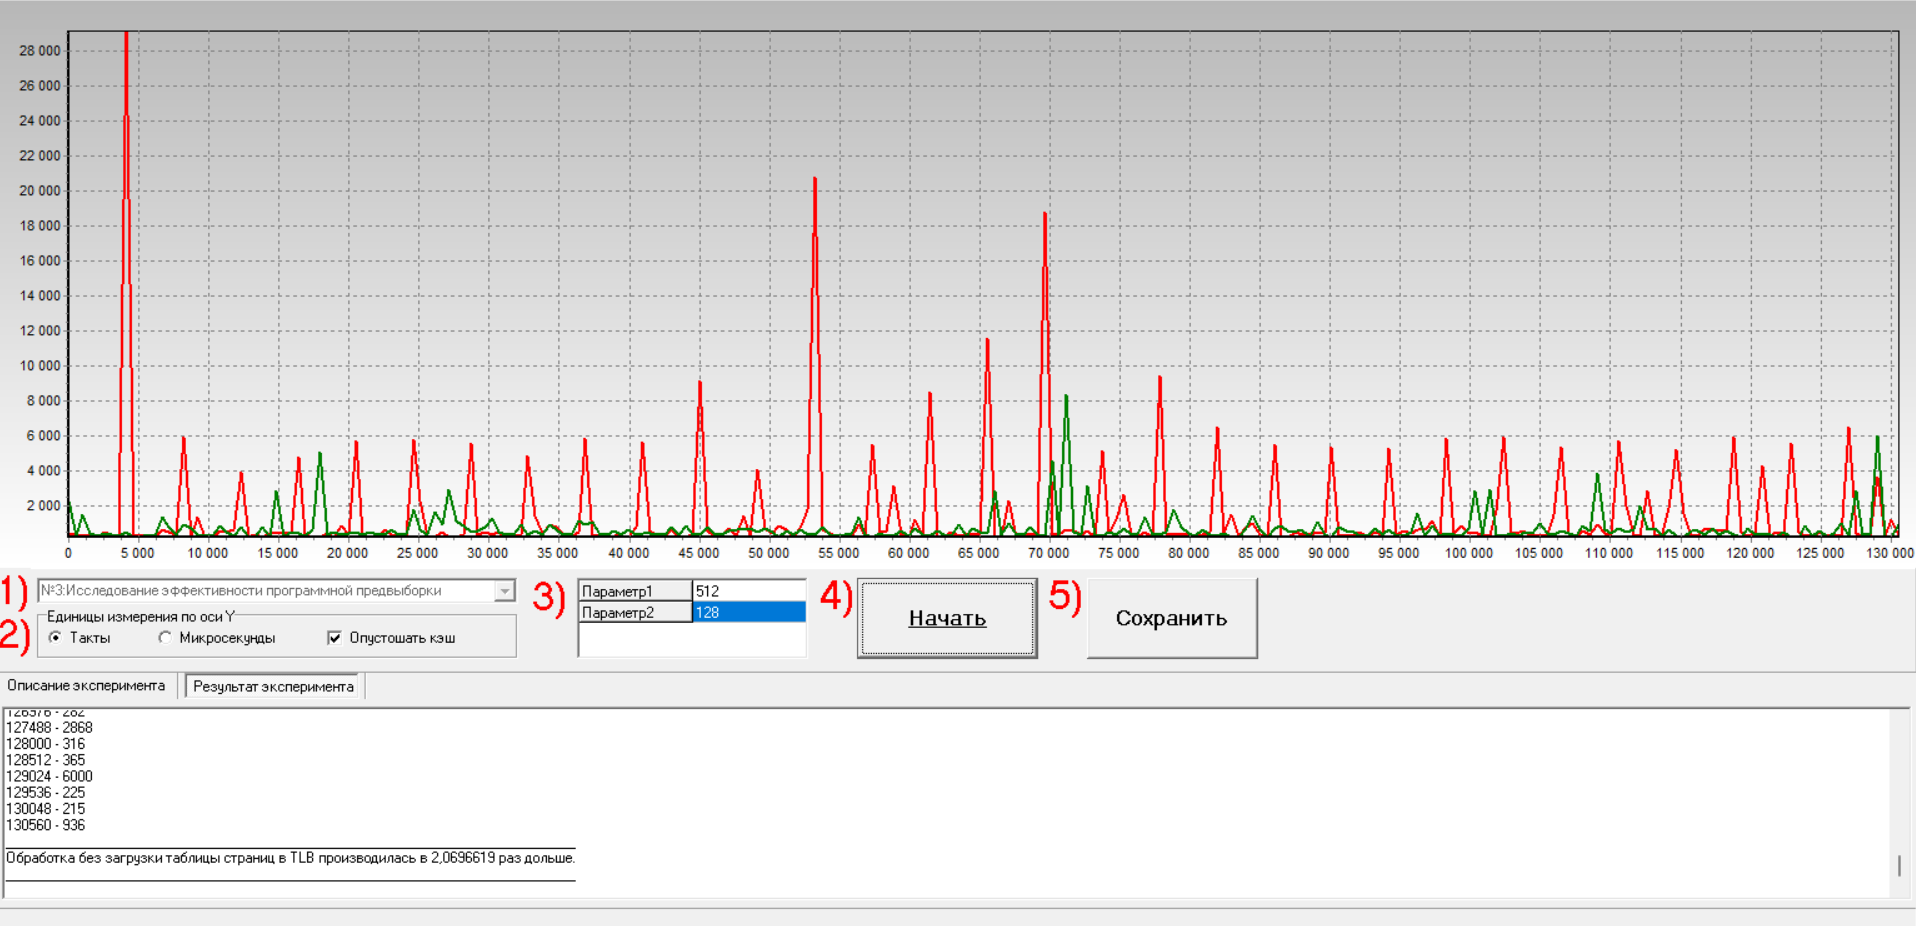 28 000
26 000
24 000
22 000
20 000
18 000
16 000
14 000
12 000
10 000
8 000
6 000
4 000
2 000
0 5 000 10 000 15 000 20 000 25 000 30 000 35 000 40 000 45 000 50 000 55 000 60 000 65 000 70 000 75 000 80 000 85 000 90 000 95 000 100 000 105 000 110 000 115 000 120 000 125 000 130 000
1) №3:Исследование эффективности программной предвыборки
Единицы измерения по оси Y
2) Такты Микросекунды Опустошать кэш
3) Параметр1 512
Параметр2 128
4) Начать
5) Сохранить
Описание эксперимента Результат эксперимента
126976 - 282
127488 - 2868
128000 - 316
128512 - 365
129024 - 6000
129536 - 225
130048 - 215
130560 - 936
Обработка без загрузки таблицы страниц в TLB производилась в 2,0696619 раз дольше.